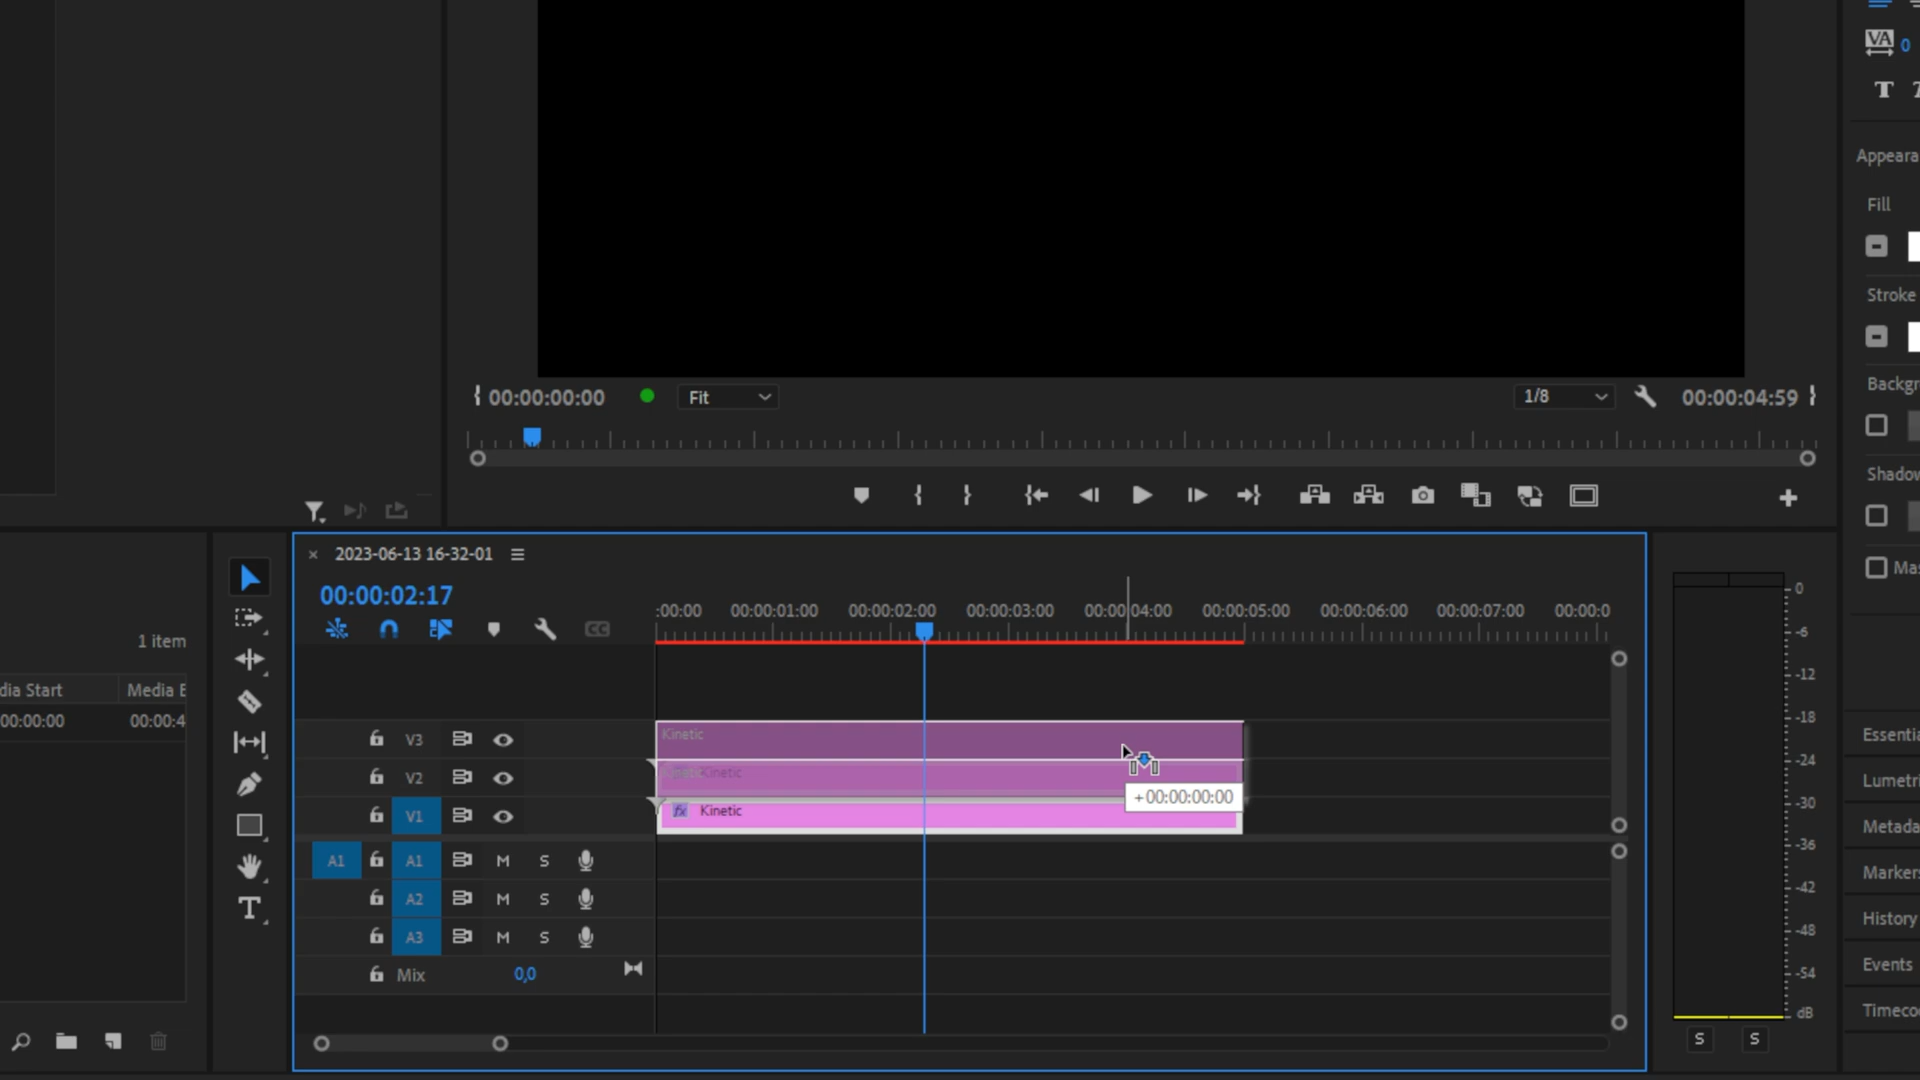 VA 0
T
Appeara
Fill
Stroke
Backgr
Shadow
Mas
00:00:00:00
Fit
1/8
00:00:04:59
1 item
dia Start
Media E
00:00:00
00:00:4
2023-06-13 16-32-01
00:00:02:17
CC
:00:00
00:00:01:00
00:00:02:00
00:00:03:00
00:00:04:00
00:00:05:00
00:00:06:00
00:00:07:00
00:00:0
V3
Kinetic
V2
Kinetic
+00:00:00:00
V1
fx Kinetic
A1 A1 M S
A2 M S
A3 M S
Mix 0,0
T
0
-6
-12
-18
-24
-30
-36
-42
-48
-54
dB
S S
Essentia
Lumetri
Metada
Markers
History
Events
Timeco